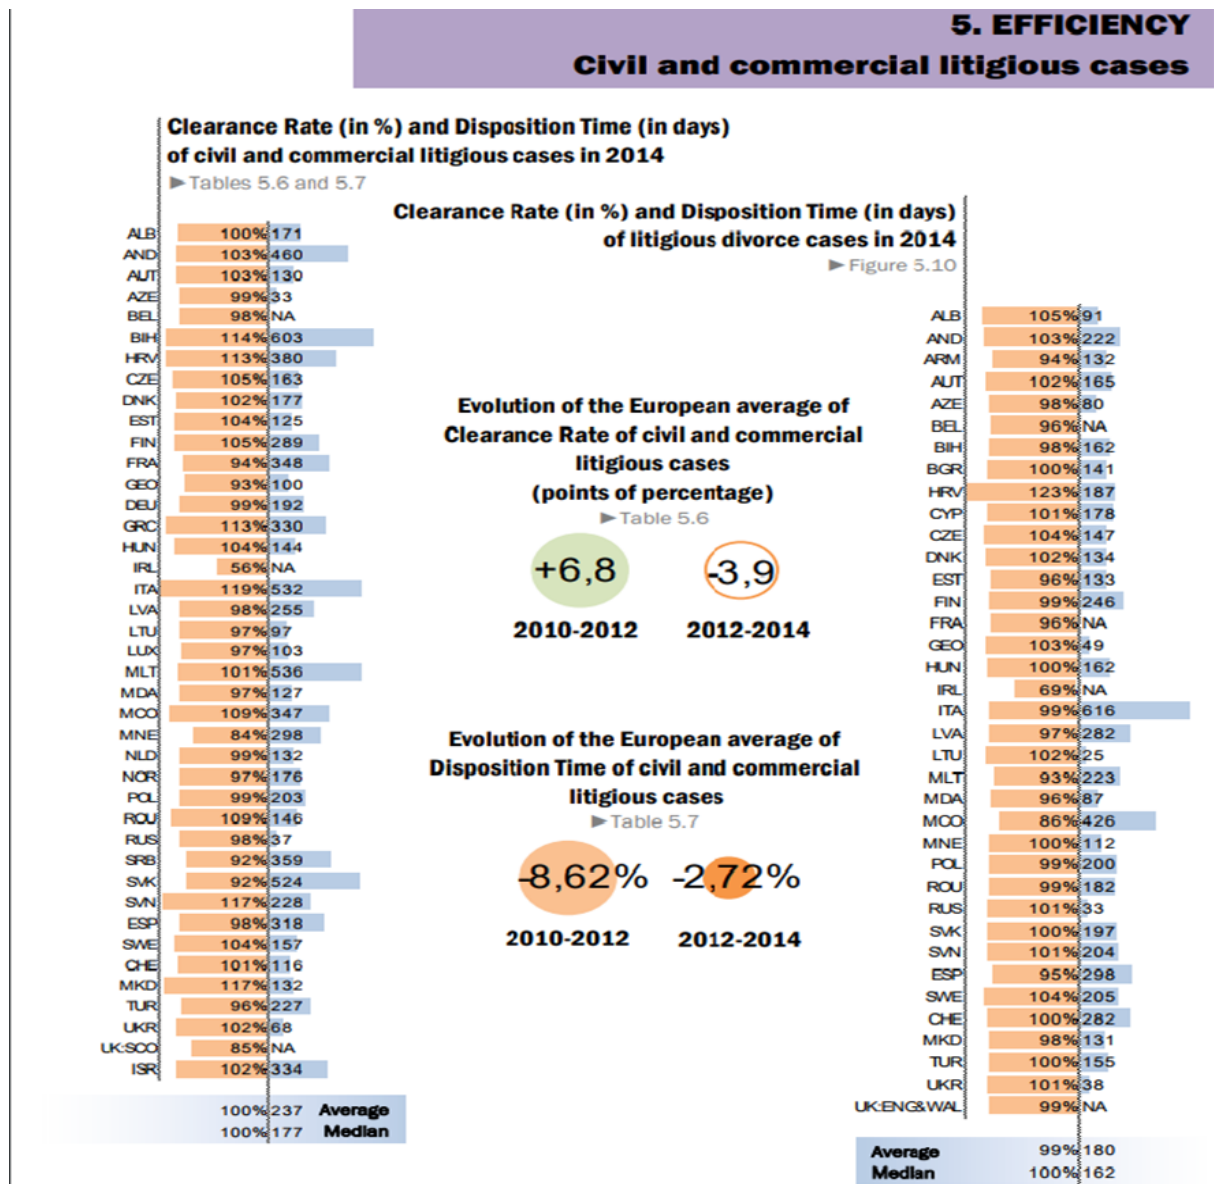 5. EFFICIENCY
Civil and commercial litigious cases
Clearance Rate (in %) and Disposition Time (in days)
of civil and commercial litigious cases in 2014
►Tables 5.6 and 5.7
ALB 100% 171
AND 103% 460
AUT 103% 130
AZE 99% 33
BEL 98% NA
BIH 114% 603
HRV 113% 380
CZE 105% 163
DNK 102% 177
EST 104% 125
FIN 105% 289
FRA 94% 348
GEO 93% 100
DEU 99% 192
GRC 113% 330
HUN 104% 144
IRL 56% NA
ITA 119% 532
LVA 98% 255
LTU 97% 97
LUX 97% 103
MLT 101% 536
MDA 97% 127
MCO 109% 347
MNE 84% 298
NLD 99% 132
NOR 97% 176
POL 99% 203
ROU 109% 146
RUS 98% 37
SRB 92% 359
SVK 92% 524
SVN 117% 228
ESP 98% 318
SWE 104% 157
CHE 101% 116
MKD 117% 132
TUR 96% 227
UKR 102% 68
UK:SCO 85% NA
ISR 102% 334
100% 237 Average
100% 177 Median
Evolution of the European average of
Clearance Rate of civil and commercial
litigious cases
(points of percentage)
►Table 5.6
+6,8 -3,9
2010-2012 2012-2014
Evolution of the European average of
Disposition Time of civil and commercial
litigious cases
►Table 5.7
-8,62% -2,72%
2010-2012 2012-2014
Clearance Rate (in %) and Disposition Time (in days)
of litigious divorce cases in 2014
►Figure 5.10
ALB 105% 91
AND 103% 222
ARM 94% 132
AUT 102% 165
AZE 98% 80
BEL 96% NA
BIH 98% 162
BGR 100% 141
HRV 123% 187
CYP 101% 178
CZE 104% 147
DNK 102% 134
EST 96% 133
FIN 99% 246
FRA 96% NA
GEO 103% 49
HUN 100% 162
IRL 69% NA
ITA 99% 616
LVA 97% 282
LTU 102% 25
MLT 93% 223
MDA 96% 87
MCO 86% 426
MNE 100% 112
POL 99% 200
ROU 99% 182
RUS 101% 33
SVK 100% 197
SVN 101% 204
ESP 95% 298
SWE 104% 205
CHE 100% 282
MKD 98% 131
TUR 100% 155
UKR 101% 38
UK:ENG&WAL 99% NA
Average 99% 180
Median 100% 162